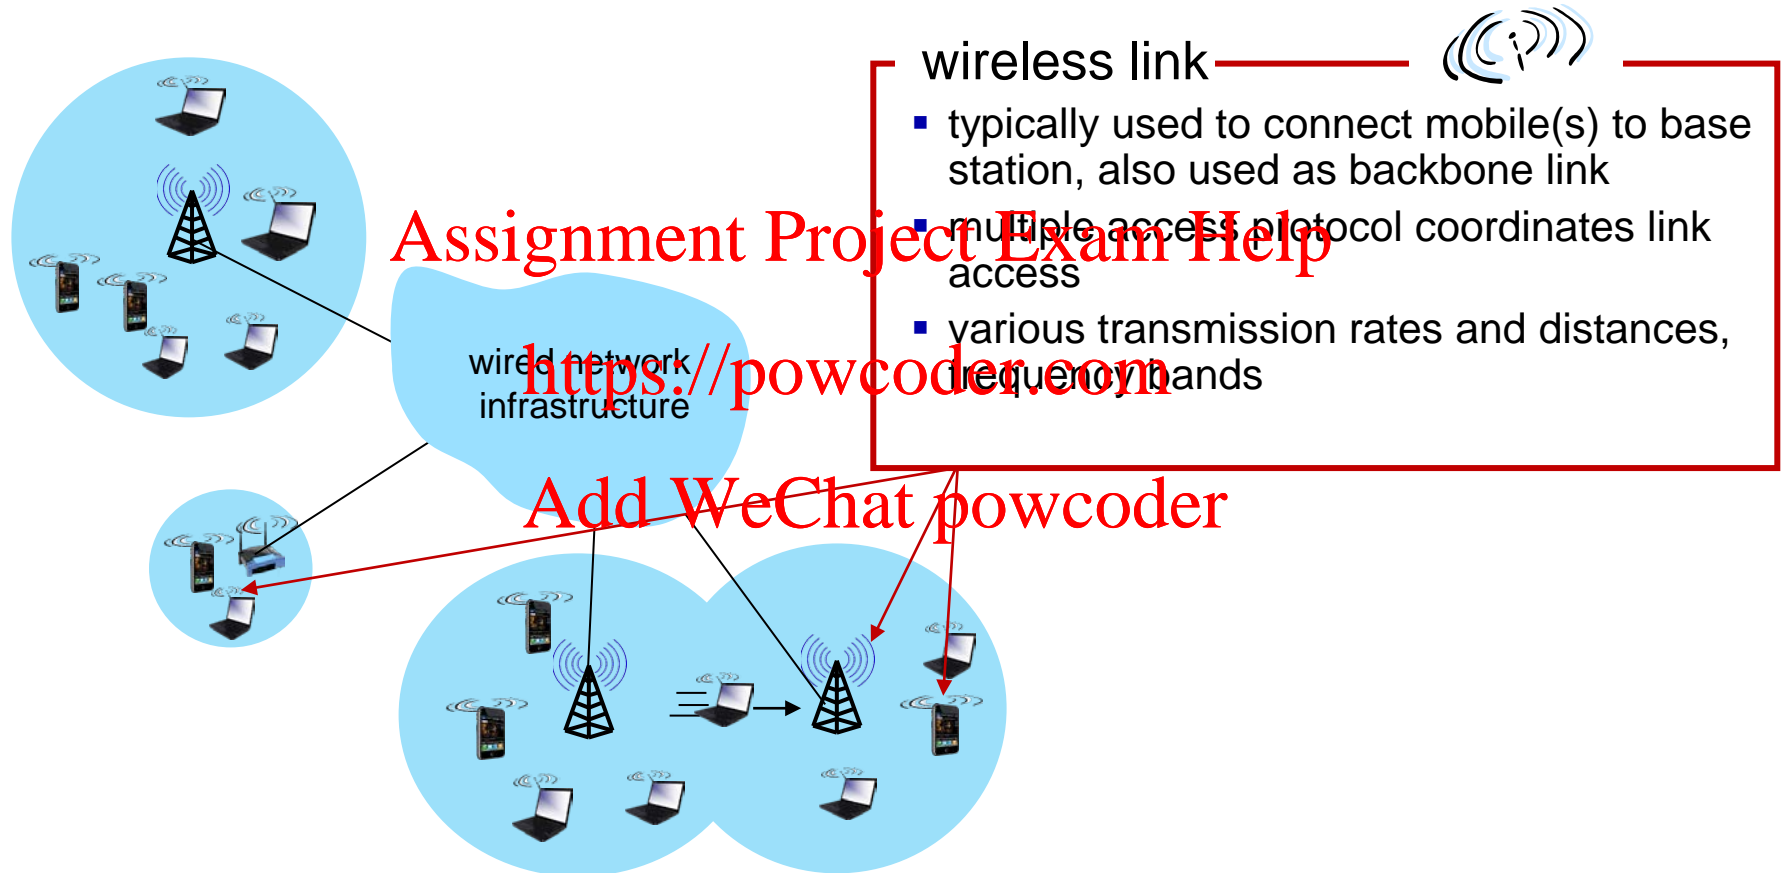 wireless link
▪ typically used to connect mobile(s) to base
station, also used as backbone link
▪ multiple access protocol coordinates link
access
▪ various transmission rates and distances,
frequency bands
Assignment Project Exam Help
wired network
infrastructure
https://powcoder.com
Add WeChat powcoder